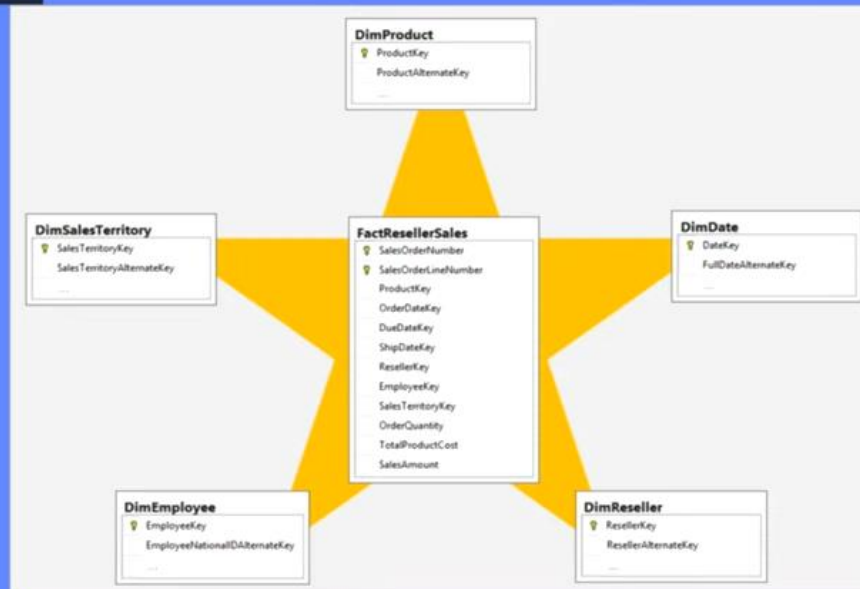 DimProduct
ProductKey
ProductAlternateKey
....
DimSalesTerritory
SalesTerritoryKey
SalesTerritoryAlternateKey
....
FactResellerSales
SalesOrderNumber
SalesOrderLineNumber
ProductKey
OrderDateKey
DueDateKey
ShipDateKey
ResellerKey
EmployeeKey
SalesTerritoryKey
OrderQuantity
TotalProductCost
SalesAmount
DimDate
DateKey
FullDateAlternateKey
....
DimEmployee
EmployeeKey
EmployeeNationalIDAlternateKey
....
DimReseller
ResellerKey
ResellerAlternateKey
....